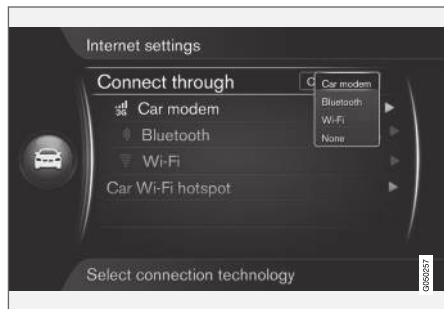 Internet settings
Connect through
C
Car modem
Bluetooth
Wi-Fi
None
3G Car modem
Bluetooth
Wi-Fi
Car Wi-Fi hotspot
Select connection technology
G050257